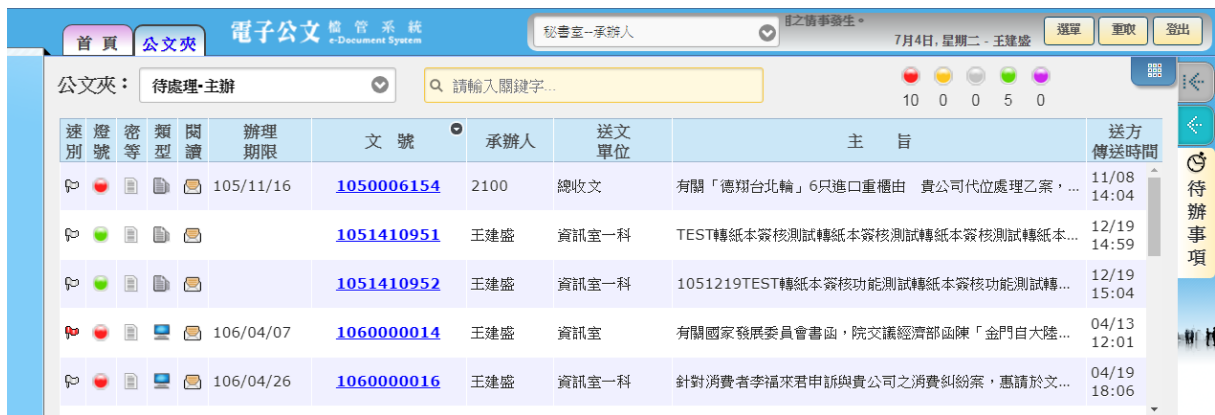 首 頁
公文夾
電子公文 檔 管 系 統
e-Document System
秘書室--承辦人
之情事發生。
7月4日, 星期二 - 王建盛
選單
重取
登出
公文夾：
待處理-主辦
請輸入關鍵字...
10 0 0 5 0
速別 燈號 密等 類型 閱讀 辦理期限 文 號 承辦人 送文單位 主 旨 送方傳送時間
105/11/16 1050006154 2100 總收文 有關「德翔台北輪」6只進口重櫃由 貴公司代位處理乙案，... 11/08 14:04
1051410951 王建盛 資訊室一科 TEST轉紙本簽核測試轉紙本簽核測試轉紙本簽核測試轉紙本... 12/19 14:59
1051410952 王建盛 資訊室一科 1051219TEST轉紙本簽核功能測試轉紙本簽核功能測試轉... 12/19 15:04
106/04/07 1060000014 王建盛 資訊室 有關國家發展委員會書函，院交議經濟部函陳「金門自大陸... 04/13 12:01
106/04/26 1060000016 王建盛 資訊室一科 針對消費者李福來君申訴與貴公司之消費糾紛案，惠請於文... 04/19 18:06
待辦事項